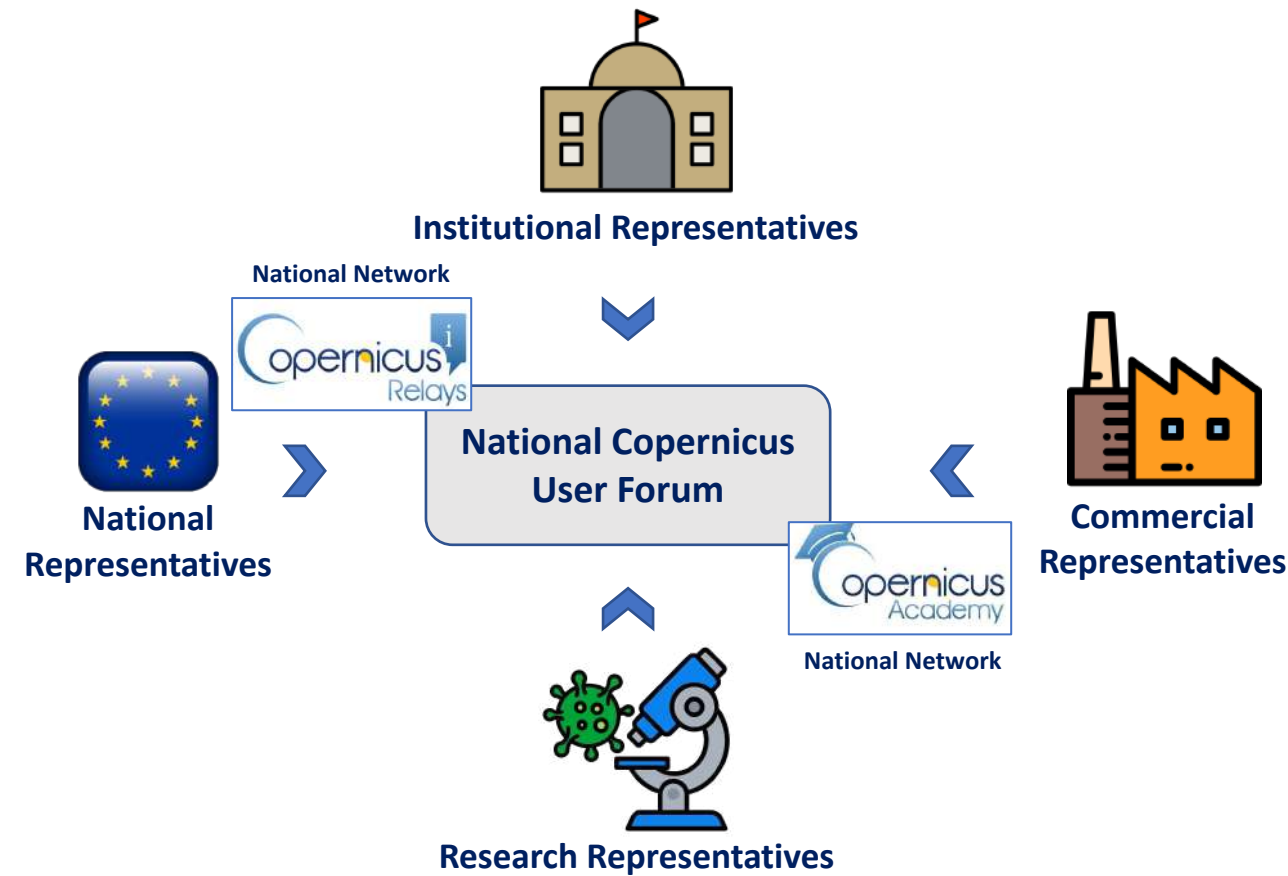 Institutional Representatives
National Network
Copernicus
i
Relays
National Copernicus
User Forum
National
Representatives
Commercial
Representatives
Copernicus
Academy
National Network
Research Representatives